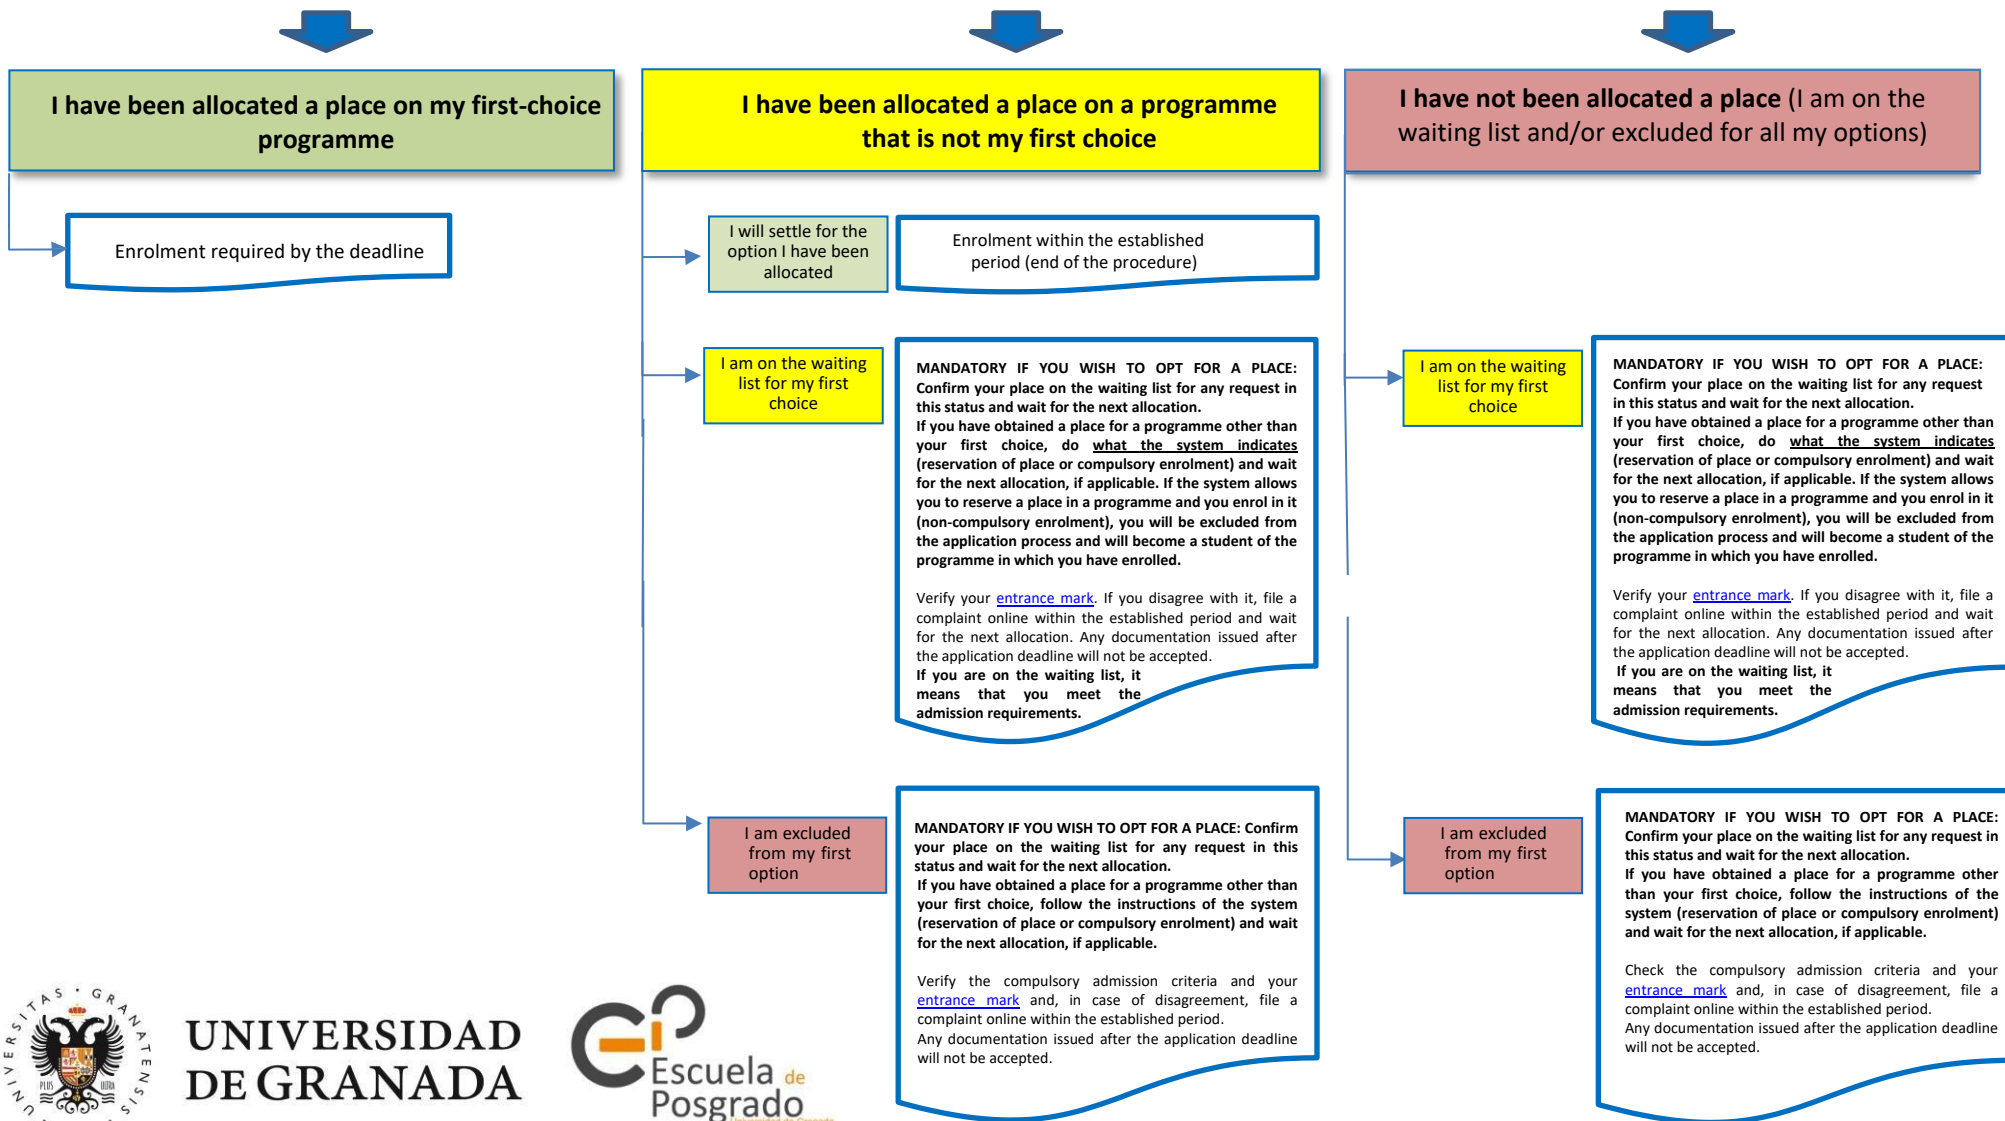 I have been allocated a place on my first-choice
programme
Enrolment required by the deadline
I have been allocated a place on a programme
that is not my first choice
I will settle for the
option I have been
allocated
Enrolment within the established
period (end of the procedure)
I am on the waiting
list for my first
choice
MANDATORY IF YOU WISH TO OPT FOR A PLACE:
Confirm your place on the waiting list for any request in
this status and wait for the next allocation.
If you have obtained a place for a programme other than
your first choice, do what the system indicates
(reservation of place or compulsory enrolment) and wait
for the next allocation, if applicable. If the system allows
you to reserve a place in a programme and you enrol in it
(non-compulsory enrolment), you will be excluded from
the application process and will become a student of the
programme in which you have enrolled.
Verify your entrance mark. If you disagree with it, file a
complaint online within the established period and wait
for the next allocation. Any documentation issued after
the application deadline will not be accepted.
If you are on the waiting list, it
means that you meet the
admission requirements.
I am excluded
from my first
option
MANDATORY IF YOU WISH TO OPT FOR A PLACE: Confirm
your place on the waiting list for any request in this
status and wait for the next allocation.
If you have obtained a place for a programme other than
your first choice, follow the instructions of the system
(reservation of place or compulsory enrolment) and wait
for the next allocation, if applicable.
Verify the compulsory admission criteria and your
entrance mark and, in case of disagreement, file a
complaint online within the established period.
Any documentation issued after the application deadline
will not be accepted.
I have not been allocated a place (I am on the
waiting list and/or excluded for all my options)
I am on the waiting
list for my first
choice
MANDATORY IF YOU WISH TO OPT FOR A PLACE:
Confirm your place on the waiting list for any request
in this status and wait for the next allocation.
If you have obtained a place for a programme other than
your first choice, do what the system indicates
(reservation of place or compulsory enrolment) and wait
for the next allocation, if applicable. If the system allows
you to reserve a place in a programme and you enrol in it
(non-compulsory enrolment), you will be excluded from
the application process and will become a student of the
programme in which you have enrolled.
Verify your entrance mark. If you disagree with it, file a
complaint online within the established period and wait
for the next allocation. Any documentation issued after
the application deadline will not be accepted.
If you are on the waiting list, it
means that you meet the
admission requirements.
I am excluded
from my first
option
MANDATORY IF YOU WISH TO OPT FOR A PLACE:
Confirm your place on the waiting list for any request in
this status and wait for the next allocation.
If you have obtained a place for a programme other
than your first choice, follow the instructions of the
system (reservation of place or compulsory enrolment)
and wait for the next allocation, if applicable.
Check the compulsory admission criteria and your
entrance mark and, in case of disagreement, file a
complaint online within the established period.
Any documentation issued after the application deadline
will not be accepted.
UNIVERSITAS · GRANATENSIS
PLUS ULTRA
UNIVERSIDAD
DE GRANADA
Escuela de
Posgrado